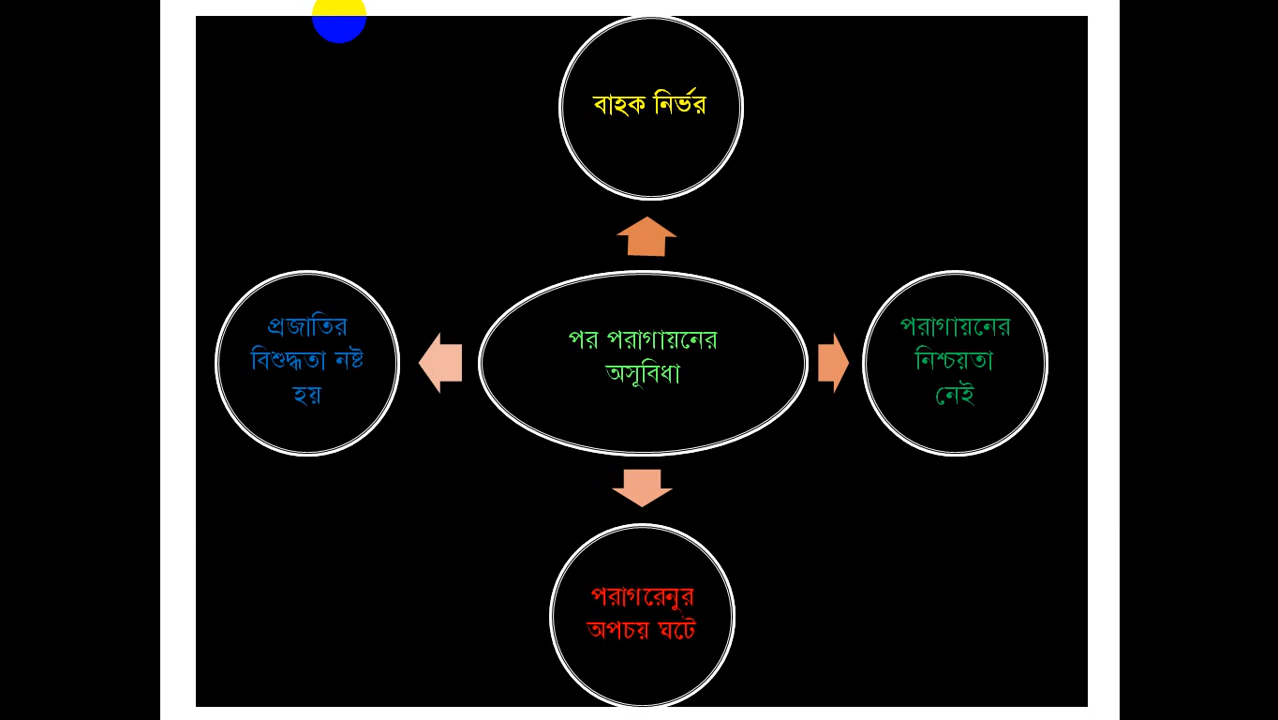 বাহক নির্ভর
প্রজাতির
বিশুদ্ধতা নষ্ট
হয়
পর পরাগায়নের
অসূবিধা
পরাগায়নের
নিশ্চয়তা
নেই
পরাগরেনুর
অপচয় ঘটে